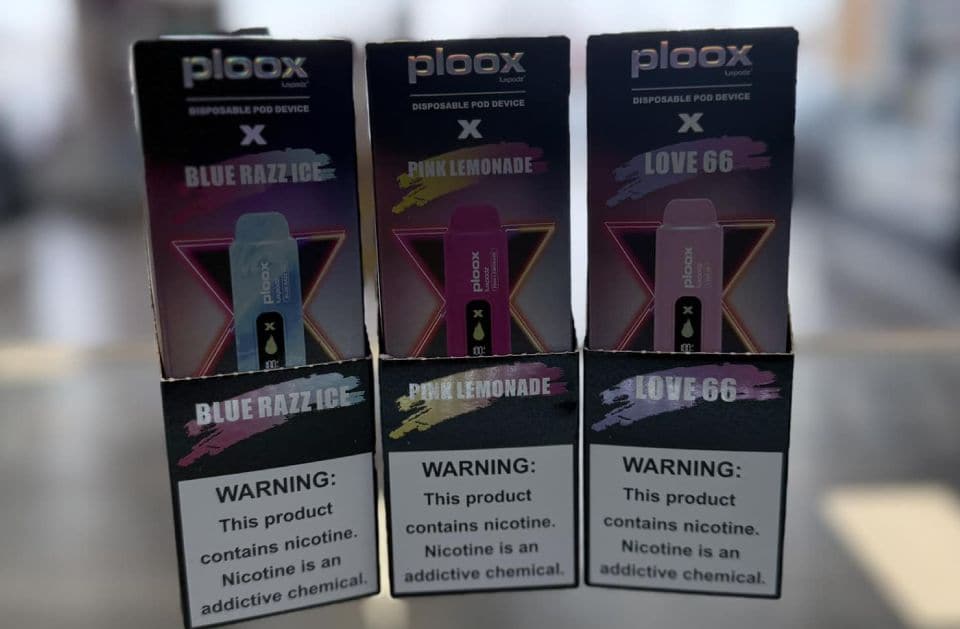 ploox
DISPOSABLE POD DEVICE
X
BLUE RAZZ ICE
ploox
X
BLUE RAZZ ICE
WARNING:
This product
contains nicotine.
Nicotine is an
addictive chemical.
ploox
DISPOSABLE POD DEVICE
X
PINK LEMONADE
ploox
X
PINK LEMONADE
WARNING:
This product
contains nicotine.
Nicotine is an
addictive chemical.
ploox
DISPOSABLE POD DEVICE
X
LOVE 66
ploox
X
LOVE 66
WARNING:
This product
contains nicotine.
Nicotine is an
addictive chemical.